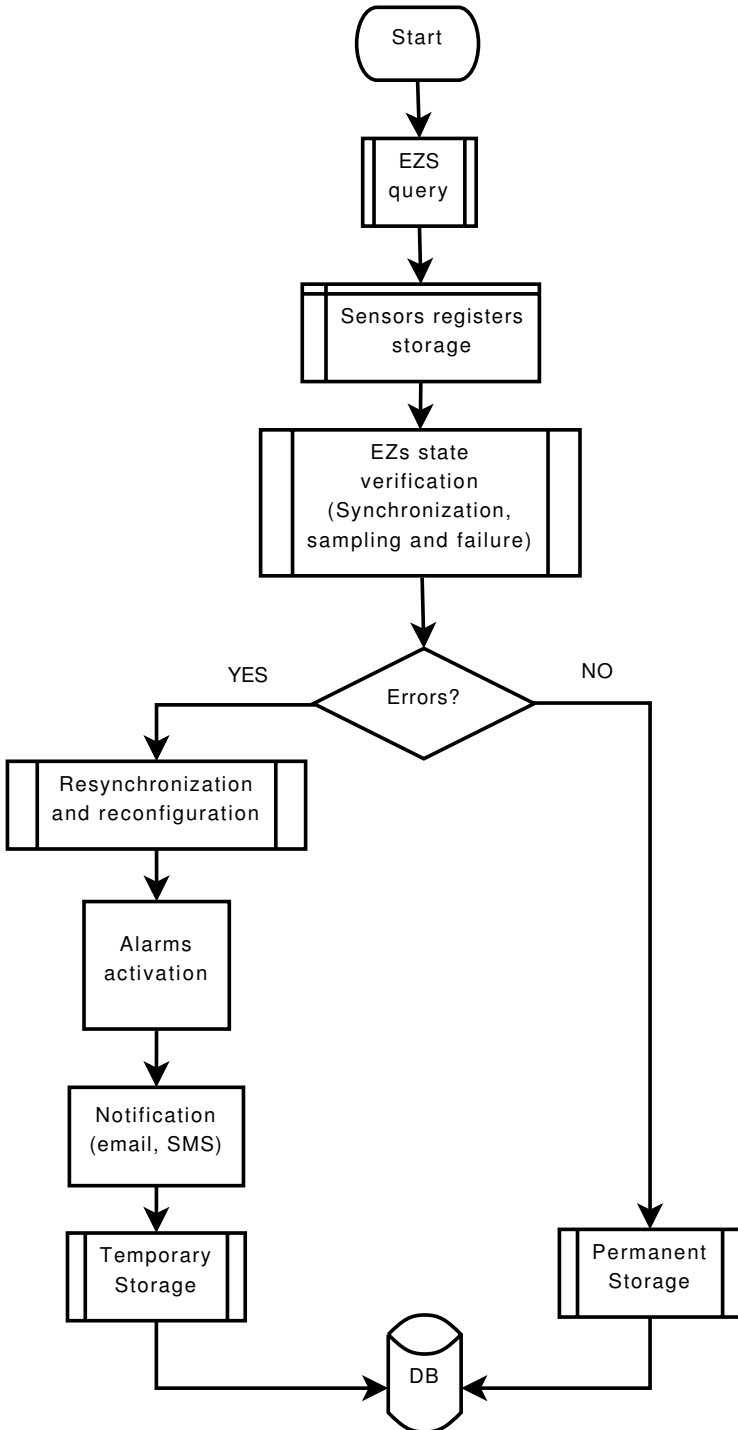 Start
EZS
query
Sensors registers
storage
EZs state
verification
(Synchronization,
sampling and failure)
YES
NO
Errors?
Resynchronization
and reconfiguration
Alarms
activation
Notification
(email, SMS)
Temporary
Storage
Permanent
Storage
DB